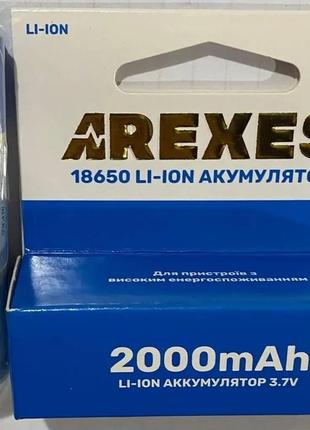 LI-ION
AREXES
18650 LI-ION АКУМУЛЯТО
Для пристроїв з
високим енергоспоживанням
2000mAh
LI-ION АККУМУЛЯТОР 3.7V